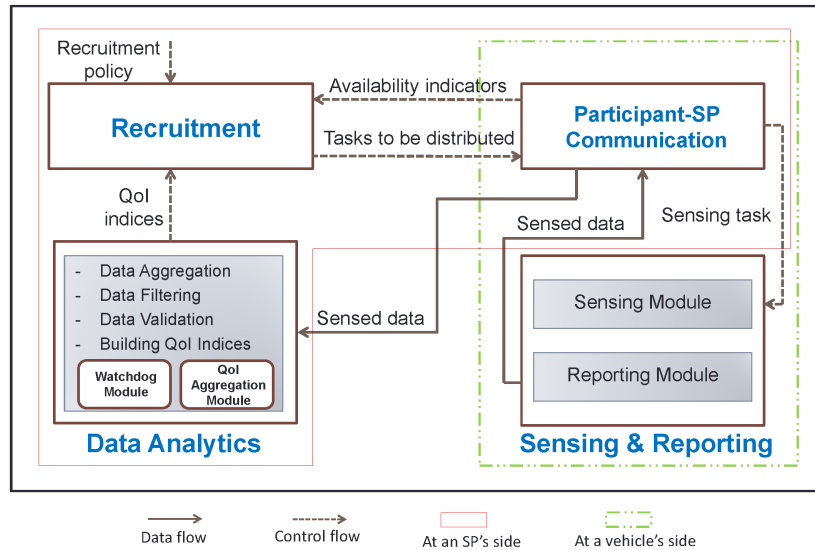 Recruitment
policy
Recruitment
Availability indicators
Tasks to be distributed
Participant-SP
Communication
QoI
indices
Sensed data
Sensing task
- Data Aggregation
- Data Filtering
- Data Validation
- Building QoI Indices
Watchdog
Module
QoI
Aggregation
Module
Sensed data
Sensing Module
Reporting Module
Data Analytics
Sensing & Reporting
Data flow
Control flow
At an SP's side
At a vehicle's side